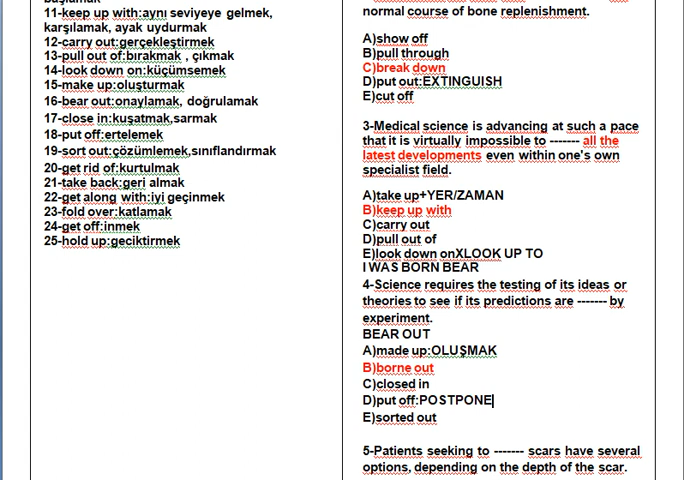 11-keep up with:aynı seviyeye gelmek,
karşılamak, ayak uydurmak
12-carry out:gerçekleştirmek
13-pull out of:bırakmak , çıkmak
14-look down on:küçümsemek
15-make up:oluşturmak
16-bear out:onaylamak, doğrulamak
17-close in:kuşatmak,sarmak
18-put off:ertelemek
19-sort out:çözümlemek,sınıflandırmak
20-get rid of:kurtulmak
21-take back:geri almak
22-get along with:iyi geçinmek
23-fold over:katlamak
24-get off:inmek
25-hold up:geciktirmek
normal course of bone replenishment.
A)show off
B)pull through
C)break down
D)put out:EXTINGUISH
E)cut off
3-Medical science is advancing at such a pace
that it is virtually impossible to ------- all the
latest developments even within one's own
specialist field.
A)take up+YER/ZAMAN
B)keep up with
C)carry out
D)pull out of
E)look down onXLOOK UP TO
I WAS BORN BEAR
4-Science requires the testing of its ideas or
theories to see if its predictions are ------- by
experiment.
BEAR OUT
A)made up:OLUŞMAK
B)borne out
C)closed in
D)put off:POSTPONE
E)sorted out
5-Patients seeking to ------- scars have several
options, depending on the depth of the scar.